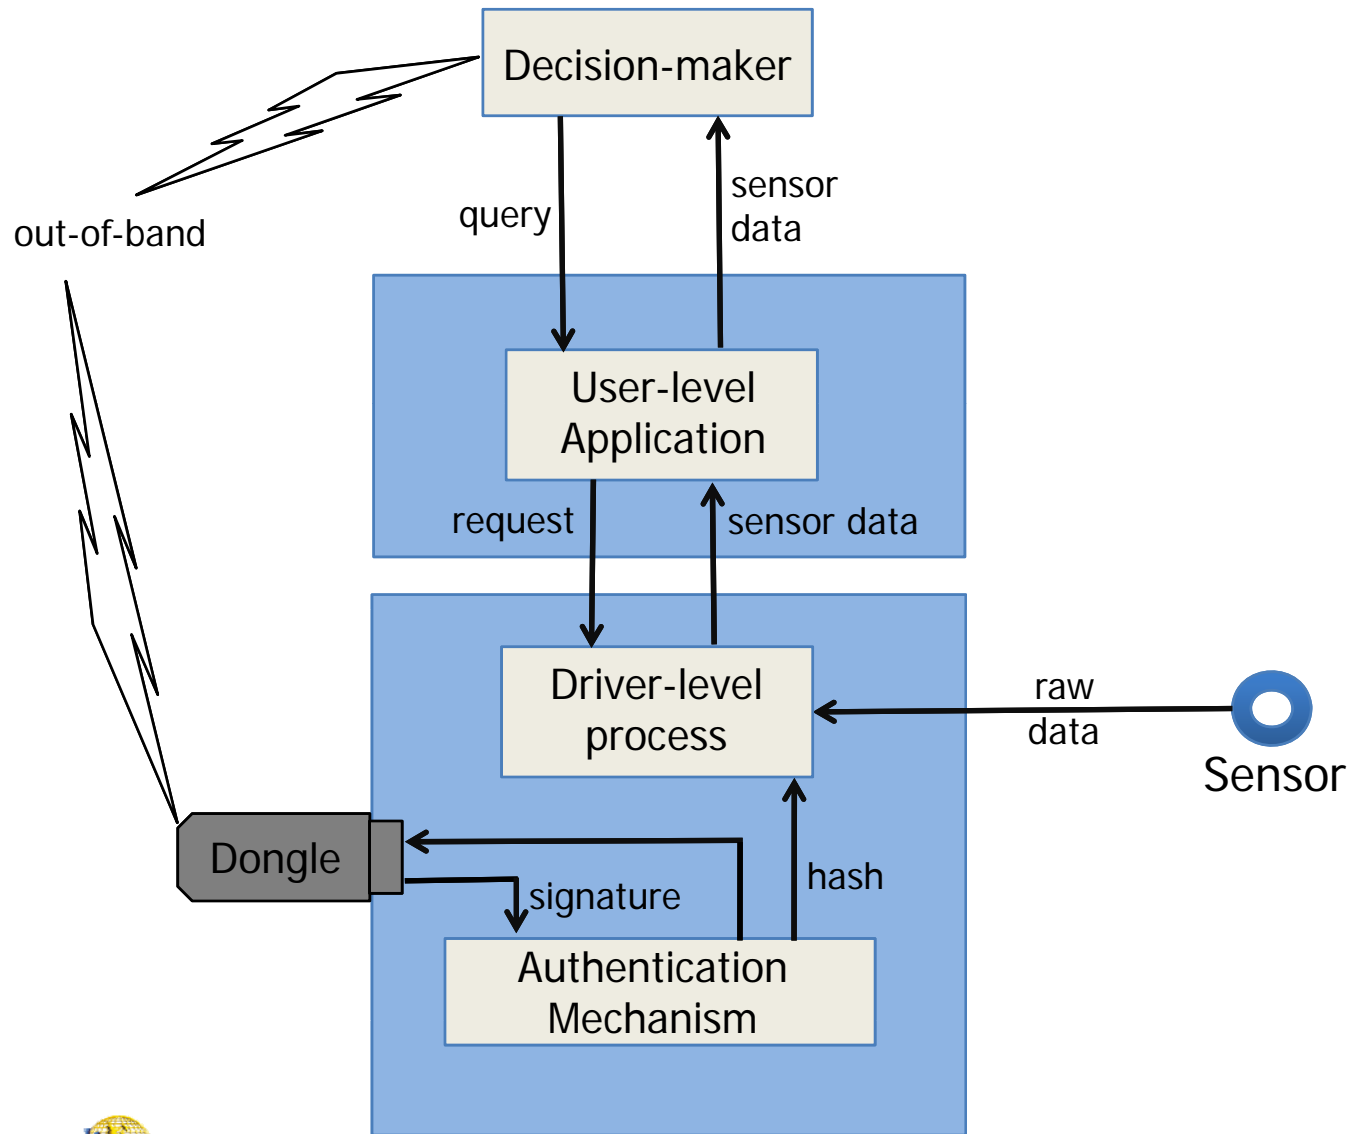 Decision-maker
query
sensor
data
out-of-band
User-level
Application
request
sensor data
Driver-level
process
raw
data
Sensor
Dongle
hash
signature
Authentication
Mechanism